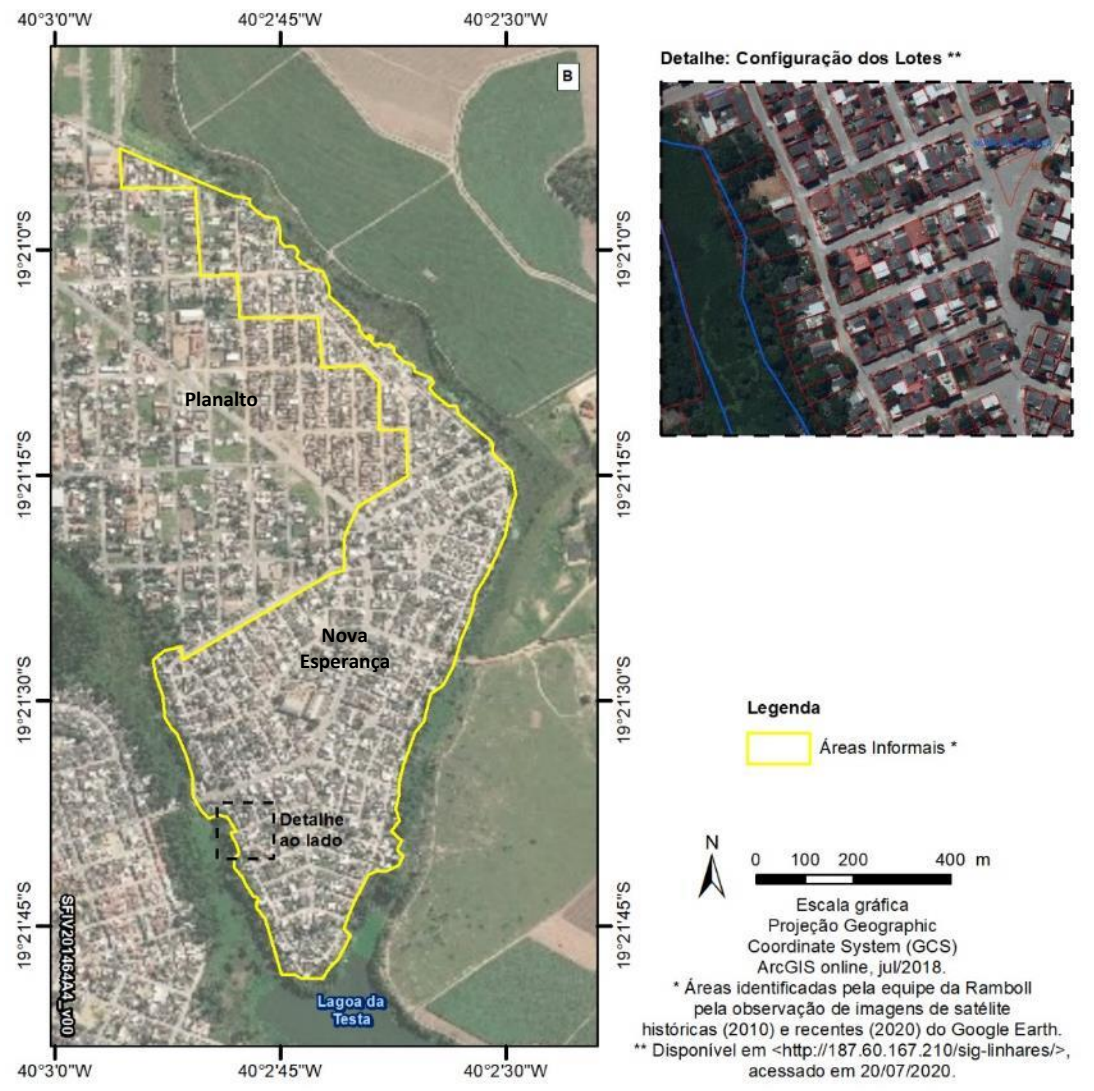 40°3'0"W
40°2'45"W
40°2'30"W
B
19°21'0"S
19°21'15"S
19°21'30"S
19°21'45"S
Planalto
Nova
Esperança
Detalhe
ao lado
Lagoa da
Testa
SFIV201464A4_v00
19°21'0"S
19°21'15"S
19°21'30"S
19°21'45"S
40°3'0"W
40°2'45"W
40°2'30"W
Detalhe: Configuração dos Lotes **
Legenda
Áreas Informais *
N
0 100 200 400 m
Escala gráfica
Projeção Geographic
Coordinate System (GCS)
ArcGIS online, jul/2018.
* Áreas identificadas pela equipe da Ramboll
pela observação de imagens de satélite
históricas (2010) e recentes (2020) do Google Earth.
** Disponível em <http://187.60.167.210/sig-linhares/>,
acessado em 20/07/2020.